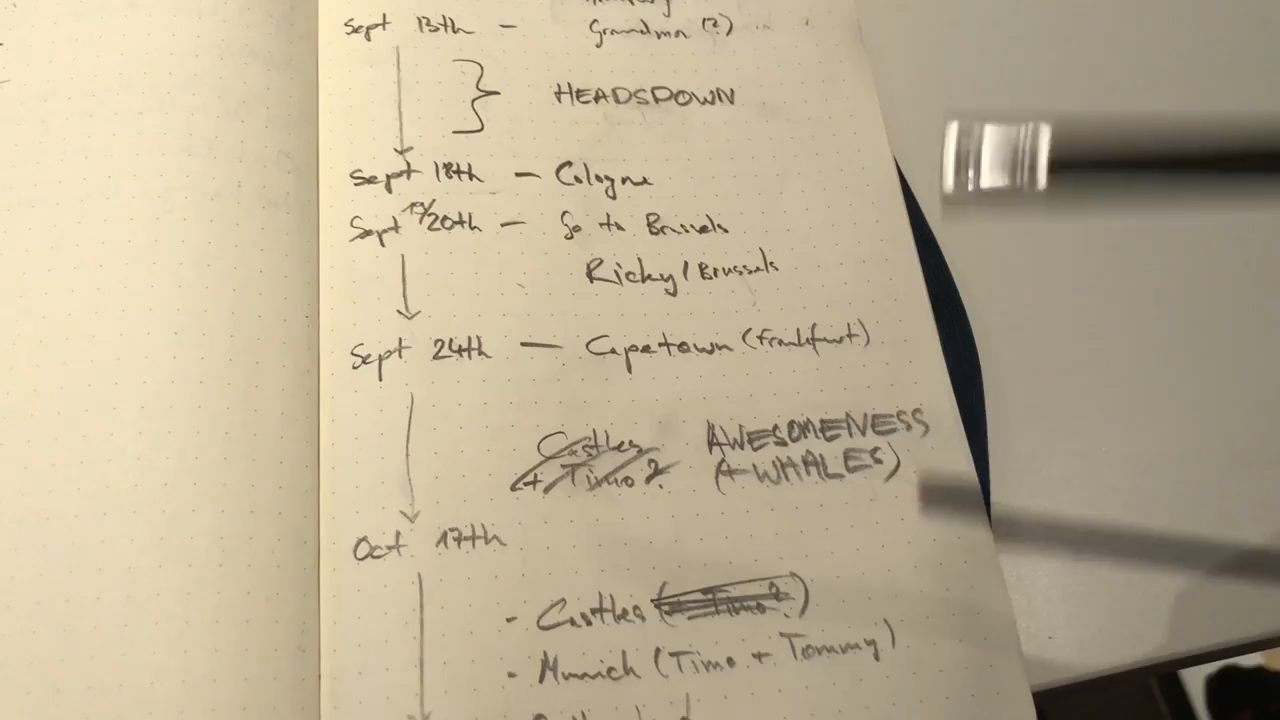 Sept 13th - Grandma (?)
HEADSDOWN
Sept 18th - Cologne
Sept 19/20th - Go to Brussels
Ricky / Brussels
Sept 24th - Capetown (Frankfurt)
Castles AWESOMENESS
+ Timo? (+ WHALES)
Oct 17th
- Castles (+ Timo?)
- Munich (Timo + Tommy)